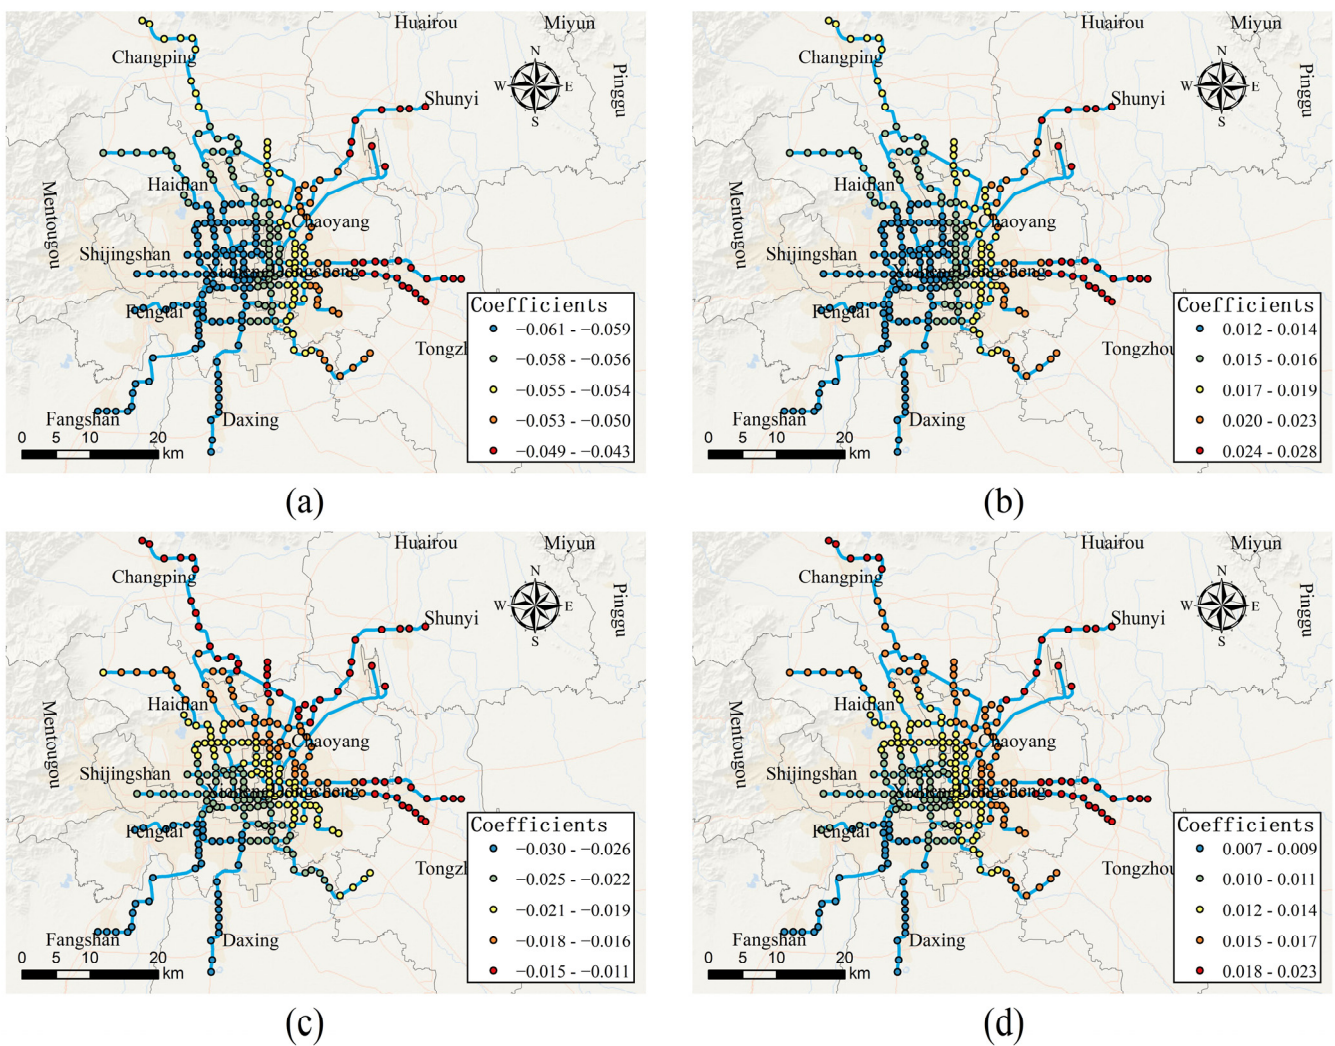 Huairou
Miyun
Changping
N
W
E
S
Pinggu
Shunyi
Haidian
Mentougou
Chaoyang
Shijingshan
Fengtai
Coefficients
−0.061 - −0.059
−0.058 - −0.056
−0.055 - −0.054
−0.053 - −0.050
−0.049 - −0.043
Tongzh
Fangshan
Daxing
0 5 10 20
km
(a)
Huairou
Miyun
Changping
N
W
E
S
Pinggu
Shunyi
Haidian
Mentougou
Chaoyang
Shijingshan
Fengtai
Coefficients
0.012 - 0.014
0.015 - 0.016
0.017 - 0.019
0.020 - 0.023
0.024 - 0.028
Tongzhou
Fangshan
Daxing
0 5 10 20
km
(b)
Huairou
Miyun
Changping
N
W
E
S
Pinggu
Shunyi
Haidian
Mentougou
Chaoyang
Shijingshan
Fengtai
Coefficients
−0.030 - −0.026
−0.025 - −0.022
−0.021 - −0.019
−0.018 - −0.016
−0.015 - −0.011
Tongzh
Fangshan
Daxing
0 5 10 20
km
(c)
Huairou
Miyun
Changping
N
W
E
S
Pinggu
Shunyi
Haidian
Mentougou
Chaoyang
Shijingshan
Fengtai
Coefficients
0.007 - 0.009
0.010 - 0.011
0.012 - 0.014
0.015 - 0.017
0.018 - 0.023
Tongzhou
Fangshan
Daxing
0 5 10 20
km
(d)